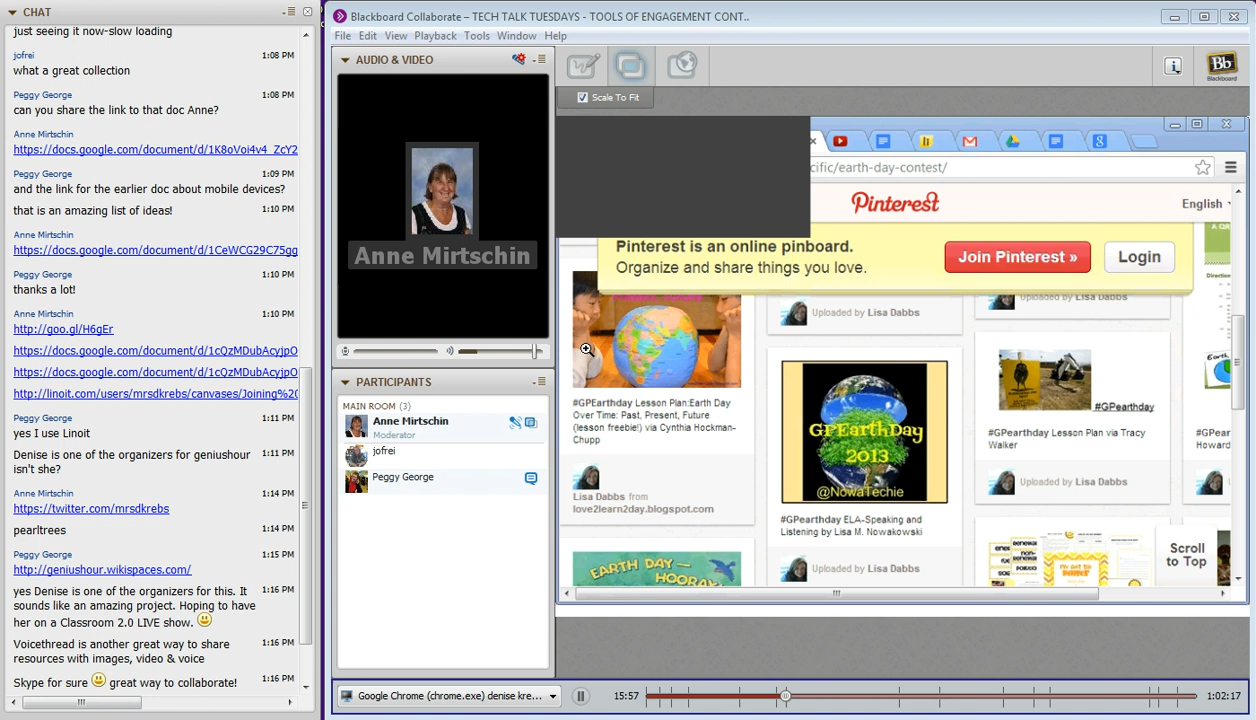 CHAT
just seeing it now-slow loading
jofrei 1:08 PM
what a great collection
Peggy George 1:08 PM
can you share the link to that doc Anne?
Anne Mirtschin 1:08 PM
https://docs.google.com/document/d/1K8oVoi4v4_ZcY2
Peggy George 1:09 PM
and the link for the earlier doc about mobile devices?
that is an amazing list of ideas! 1:10 PM
Anne Mirtschin 1:10 PM
https://docs.google.com/document/d/1CeWCG29C75gg
Peggy George 1:10 PM
thanks a lot!
Anne Mirtschin 1:10 PM
http://goo.gl/H6gEr
https://docs.google.com/document/d/1cQzMDubAcyjpO
https://docs.google.com/document/d/1cQzMDubAcyjpO
http://linoit.com/users/mrsdkrebs/canvases/Joining%20
Peggy George 1:11 PM
yes I use Linoit
Denise is one of the organizers for geniushour 1:11 PM
isn't she?
Anne Mirtschin 1:14 PM
https://twitter.com/mrsdkrebs
pearltrees 1:14 PM
Peggy George 1:15 PM
http://geniushour.wikispaces.com/
yes Denise is one of the organizers for this. It 1:16 PM
sounds like an amazing project. Hoping to have
her on a Classroom 2.0 LIVE show.
Voicethread is another great way to share 1:16 PM
resources with images, video & voice
Skype for sure great way to collaborate! 1:16 PM
Blackboard Collaborate – TECH TALK TUESDAYS - TOOLS OF ENGAGEMENT CONT..
File Edit View Playback Tools Window Help
AUDIO & VIDEO
Anne Mirtschin
PARTICIPANTS
MAIN ROOM (3)
Anne Mirtschin
Moderator
jofrei
Peggy George
Scale To Fit
Bb
Blackboard
cific/earth-day-contest/
Pinterest
English
Pinterest is an online pinboard.
Organize and share things you love.
Join Pinterest »
Login
#GPearthday Lesson Plan:Earth Day
Over Time: Past, Present, Future
(lesson freebie!) via Cynthia Hockman-
Chupp
Lisa Dabbs from
love2learn2day.blogspot.com
EARTH DAY—
HOORAY
Uploaded by Lisa Dabbs
GPEarthDay
2013
@NowaTechie
#GPearthday ELA-Speaking and
Listening by Lisa M. Nowakowski
Uploaded by Lisa Dabbs
Uploaded by Lisa Dabbs
#GPearthday
#GPearthday Lesson Plan via Tracy
Walker
Uploaded by Lisa Dabbs
A GR
Direction
#GPearth
Howard
Scroll
to Top
Google Chrome (chrome.exe) denise kre...
15:57
1:02:17